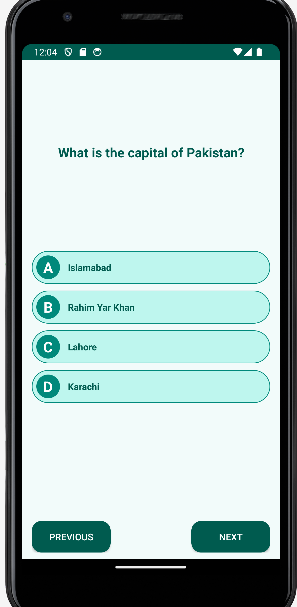 12:04
What is the capital of Pakistan?
A Islamabad
B Rahim Yar Khan
C Lahore
D Karachi
PREVIOUS NEXT